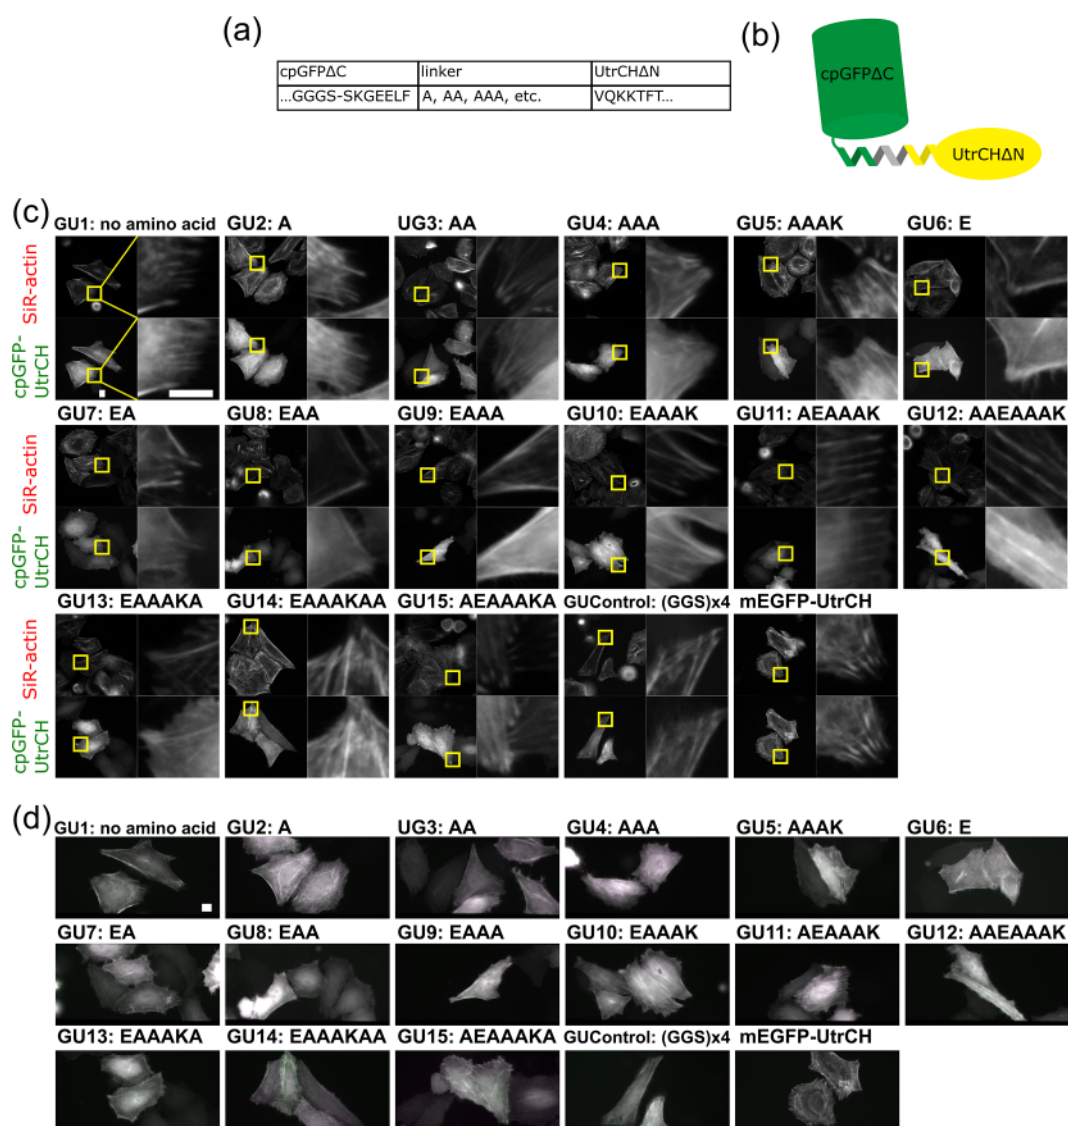 (a)
cpGFPΔC linker UtrCHΔN
...GGGS-SKGEELF A, AA, AAA, etc. VQKKTFT...
(b)
cpGFPΔC
UtrCHΔN
(c)
GU1: no amino acid GU2: A UG3: AA GU4: AAA GU5: AAAK GU6: E
SiR-actin
cpGFP-
UtrCH
GU7: EA GU8: EAA GU9: EAAA GU10: EAAAK GU11: AEAAAK GU12: AAEAAAK
SiR-actin
cpGFP-
UtrCH
GU13: EAAAKA GU14: EAAAKAA GU15: AEAAAKA GUControl: (GGS)x4 mEGFP-UtrCH
SiR-actin
cpGFP-
UtrCH
(d)
GU1: no amino acid GU2: A UG3: AA GU4: AAA GU5: AAAK GU6: E
GU7: EA GU8: EAA GU9: EAAA GU10: EAAAK GU11: AEAAAK GU12: AAEAAAK
GU13: EAAAKA GU14: EAAAKAA GU15: AEAAAKA GUControl: (GGS)x4 mEGFP-UtrCH